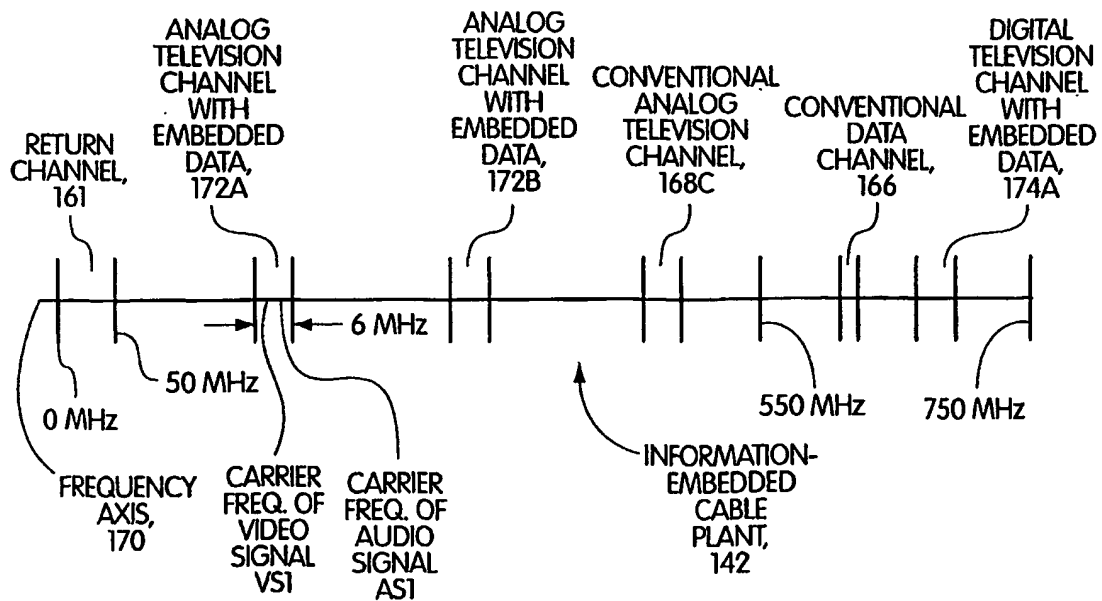 RETURN
CHANNEL,
161
ANALOG
TELEVISION
CHANNEL
WITH
EMBEDDED
DATA,
172A
ANALOG
TELEVISION
CHANNEL
WITH
EMBEDDED
DATA,
172B
CONVENTIONAL
ANALOG
TELEVISION
CHANNEL,
168C
CONVENTIONAL
DATA
CHANNEL,
166
DIGITAL
TELEVISION
CHANNEL
WITH
EMBEDDED
DATA,
174A
6 MHz
50 MHz
0 MHz
550 MHz
750 MHz
FREQUENCY
AXIS,
170
CARRIER
FREQ. OF
VIDEO
SIGNAL
VS1
CARRIER
FREQ. OF
AUDIO
SIGNAL
AS1
INFORMATION-
EMBEDDED
CABLE
PLANT,
142